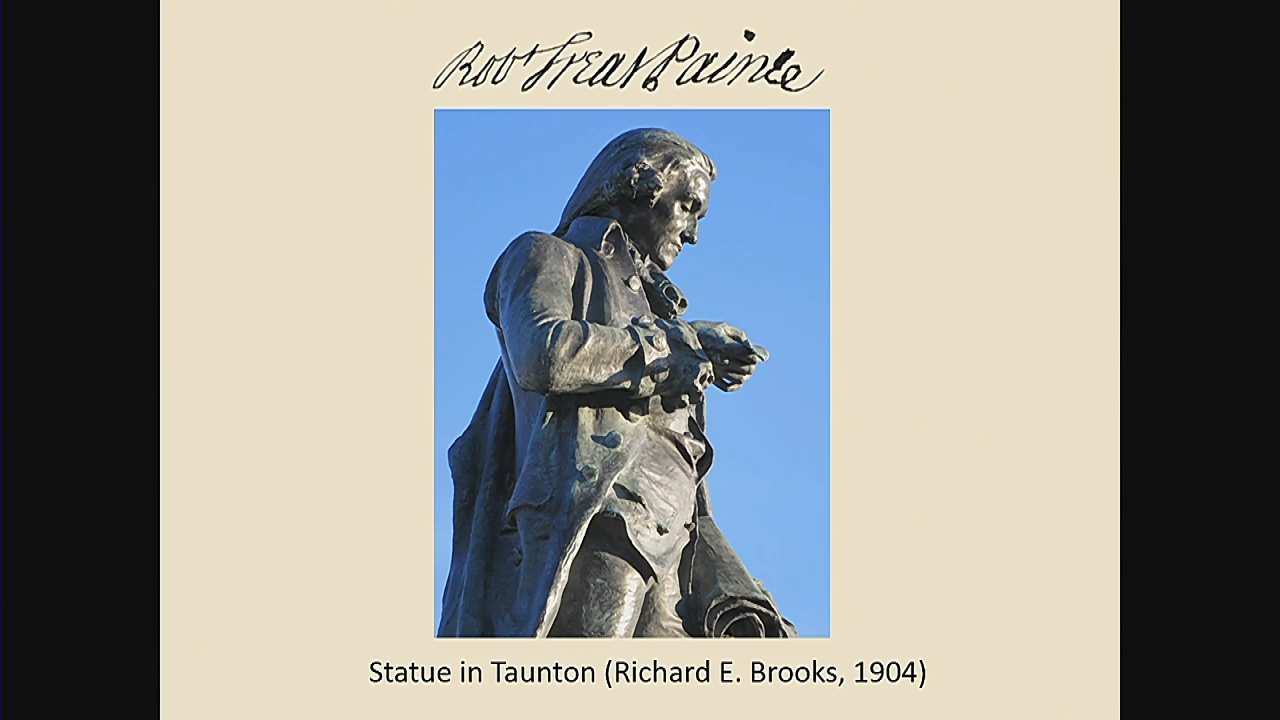 Robt Treat Paine
Statue in Taunton (Richard E. Brooks, 1904)